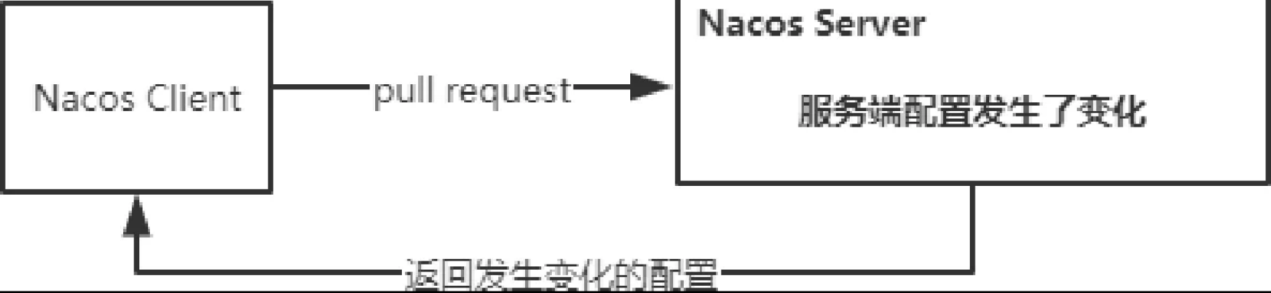 Nacos Client
pull request
Nacos Server
服务端配置发生了变化
返回发生变化的配置